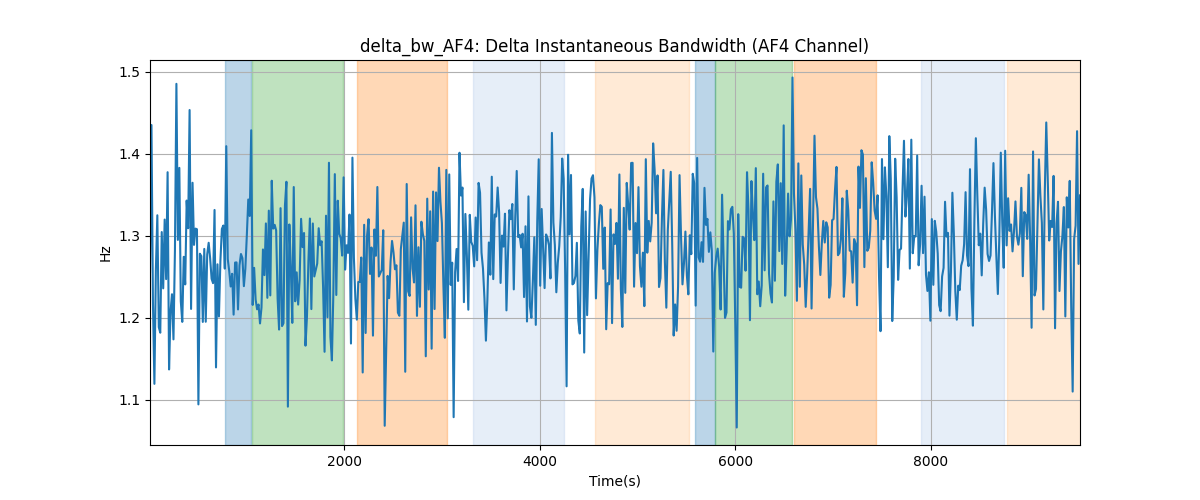 delta_bw_AF4: Delta Instantaneous Bandwidth (AF4 Channel)
1.5
1.4
1.3
1.2
1.1
Hz
2000 4000 6000 8000
Time(s)